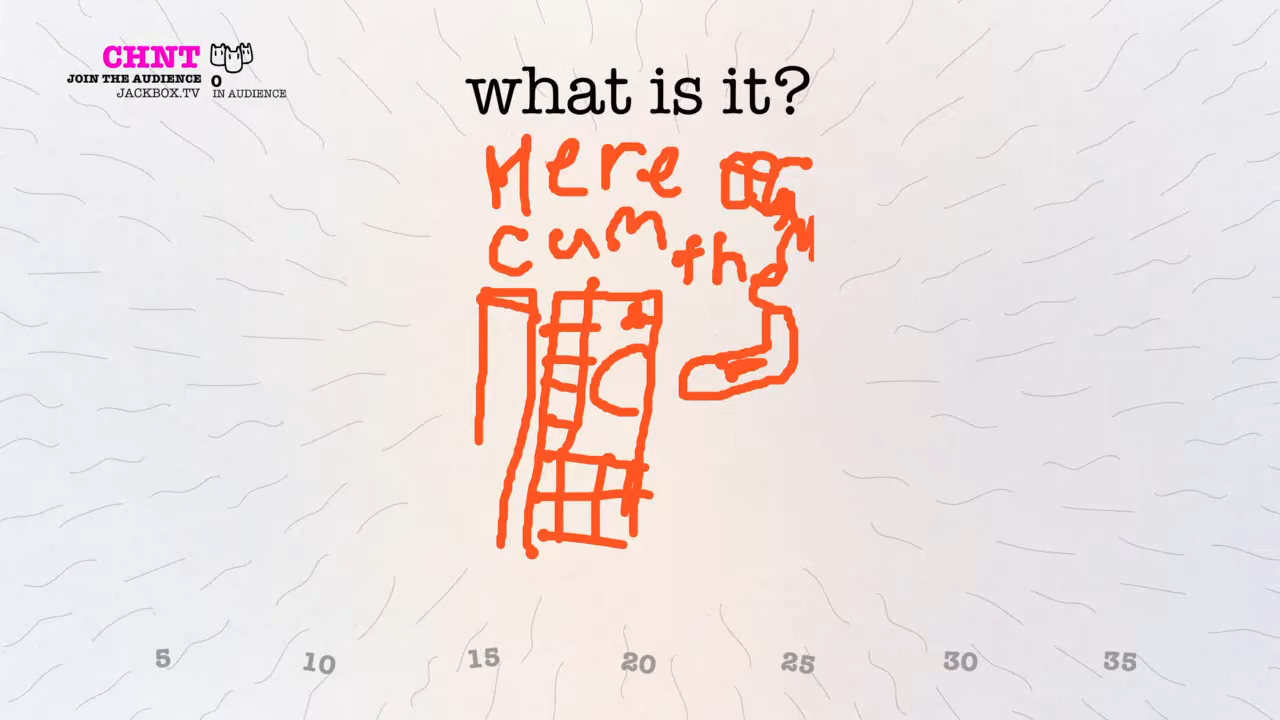 CHNT
JOIN THE AUDIENCE
JACKBOX.TV
0
IN AUDIENCE
what is it?
Here
cum the
5 10 15 20 25 30 35